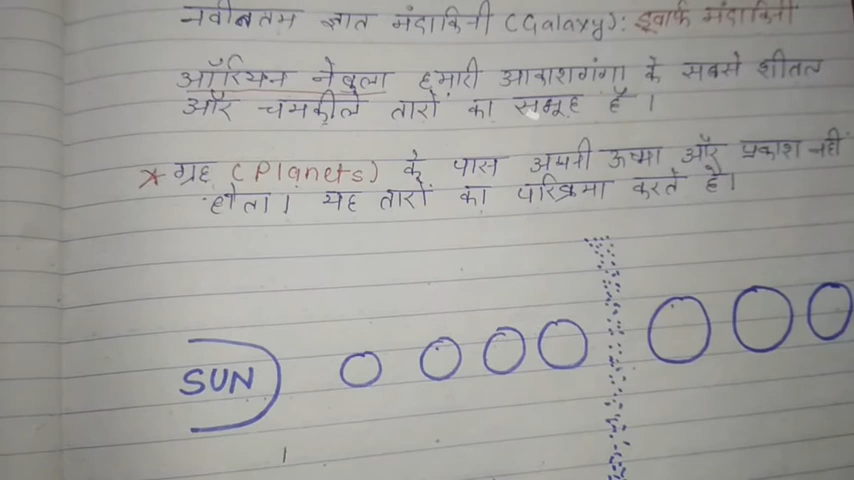 नवीनतम ज्ञात मंदाकिनी (Galaxy): ड्वार्फ मंदाकिनी
ऑरियन नेबुला हमारी आकाशगंगा के सबसे शीतल
और चमकीले तारों का समूह है ।
* ग्रह (Planets) के पास अपनी ऊष्मा और प्रकाश नहीं
होता । यह तारों का परिक्रमा करते है।
SUN